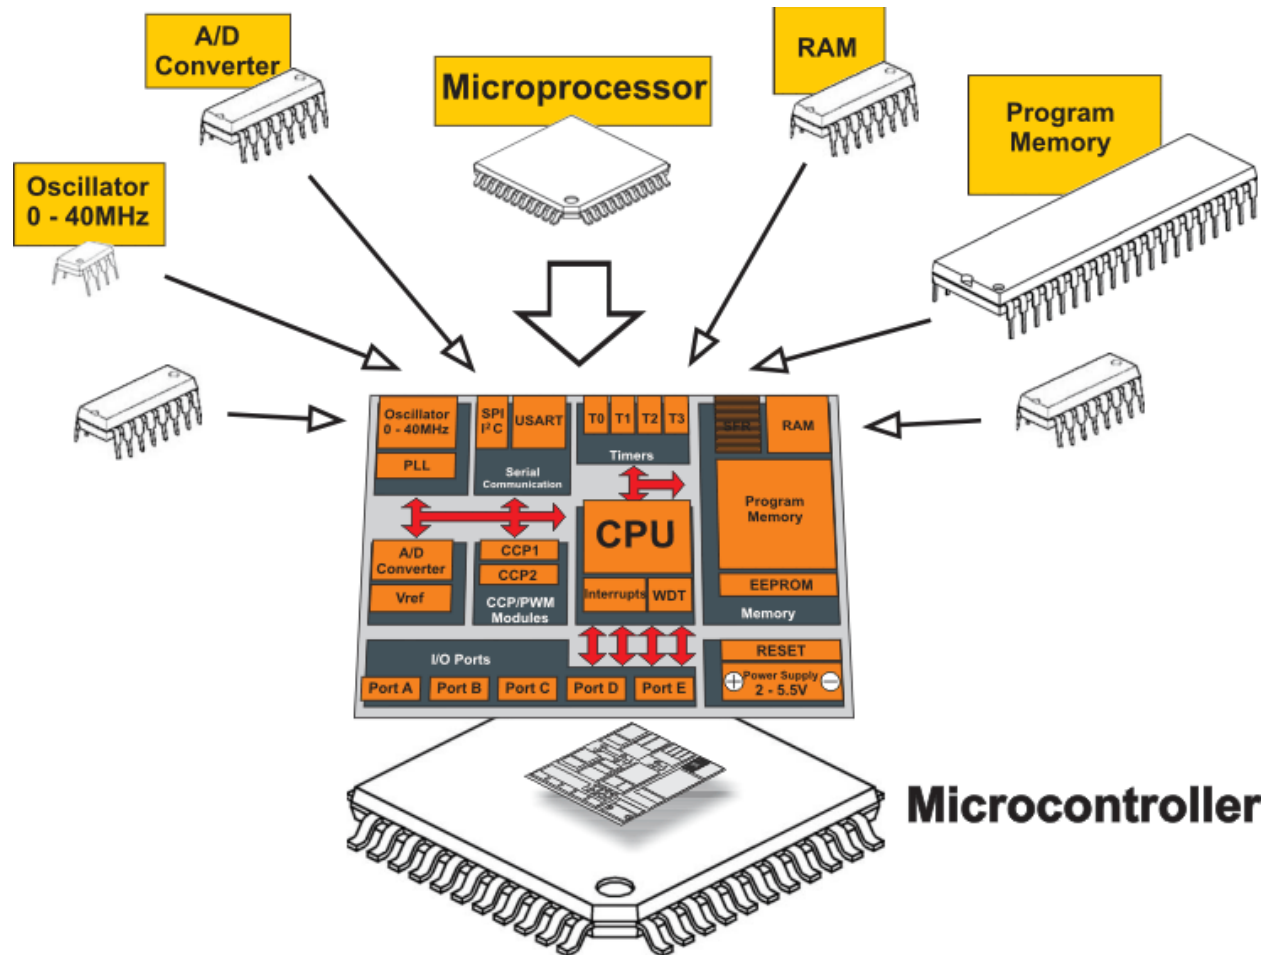 A/D
Converter
Microprocessor
RAM
Program
Memory
Oscillator
0 - 40MHz
Oscillator
0 - 40MHz
PLL
SPI
I²C
USART
Serial
Communication
T0 T1 T2 T3
Timers
SFR
RAM
Program
Memory
EEPROM
Memory
A/D
Converter
Vref
CCP1
CCP2
CCP/PWM
Modules
CPU
Interrupts
WDT
I/O Ports
Port A Port B Port C Port D Port E
RESET
+ Power Supply −
2 - 5.5V
Microcontroller